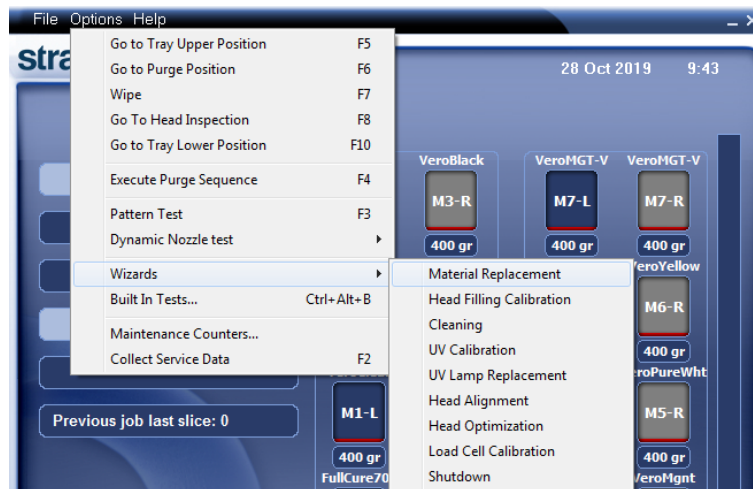 File Options Help
stra
28 Oct 2019 9:43
Go to Tray Upper Position F5
Go to Purge Position F6
Wipe F7
Go To Head Inspection F8
Go to Tray Lower Position F10
Execute Purge Sequence F4
Pattern Test F3
Dynamic Nozzle test
Wizards
Built In Tests... Ctrl+Alt+B
Maintenance Counters...
Collect Service Data F2
Material Replacement
Head Filling Calibration
Cleaning
UV Calibration
UV Lamp Replacement
Head Alignment
Head Optimization
Load Cell Calibration
Shutdown
VeroBlack
M3-R
400 gr
VeroMGT-V VeroMGT-V
M7-L M7-R
400 gr 400 gr
eroYellow
M6-R
400 gr
roPureWht
M5-R
400 gr
eroMgnt
Previous job last slice: 0
M1-L
400 gr
FullCure70